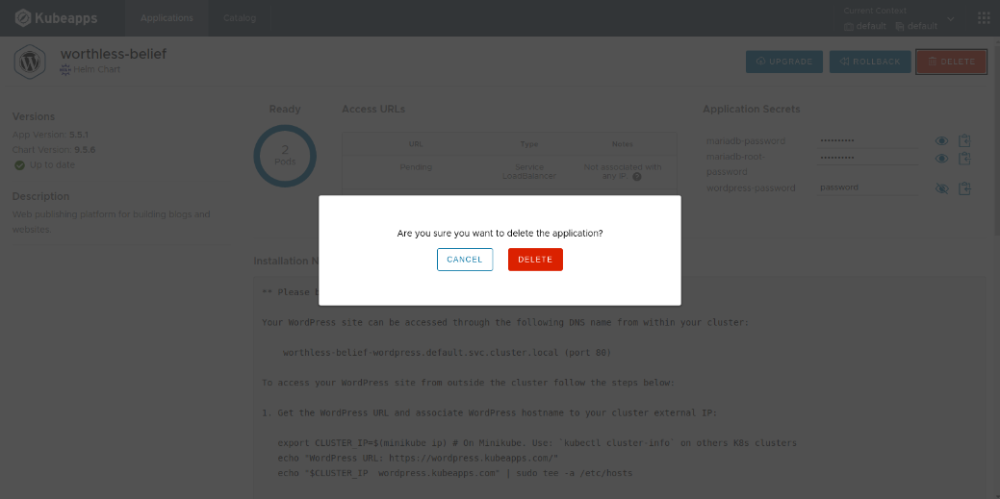 Kubeapps
Applications
Catalog
Current Context
default default
worthless-belief
Helm Chart
UPGRADE
ROLLBACK
DELETE
Versions
App Version: 5.5.1
Chart Version: 9.5.6
Up to date
Description
Web publishing platform for building blogs and
websites.
Ready
2
Pods
Access URLs
URL Type Notes
Pending Service LoadBalancer Not associated with any IP.
Application Secrets
mariadb-password ••••••••••
mariadb-root-password ••••••••••
wordpress-password password
Are you sure you want to delete the application?
CANCEL DELETE
Installation N
** Please b
Your WordPress site can be accessed through the following DNS name from within your cluster:
worthless-belief-wordpress.default.svc.cluster.local (port 80)
To access your WordPress site from outside the cluster follow the steps below:
1. Get the WordPress URL and associate WordPress hostname to your cluster external IP:
export CLUSTER_IP=$(minikube ip) # On Minikube. Use: `kubectl cluster-info` on others K8s clusters
echo "WordPress URL: https://wordpress.kubeapps.com/"
echo "$CLUSTER_IP  wordpress.kubeapps.com" | sudo tee -a /etc/hosts